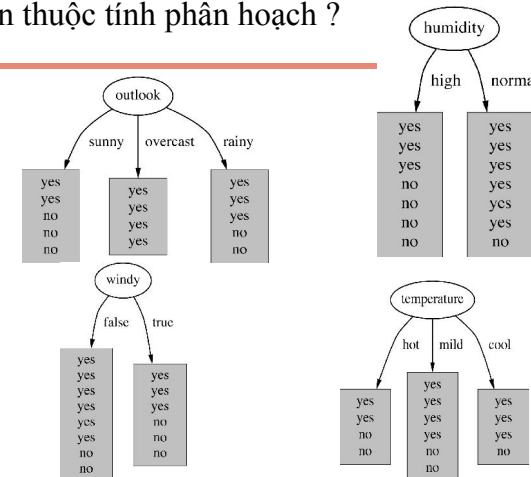 n thuộc tính phân hoạch ?
outlook
sunny overcast rainy
yes
yes
no
no
no
yes
yes
yes
yes
yes
yes
yes
no
no
humidity
high norma
yes
yes
yes
no
no
no
no
yes
yes
yes
yes
yes
yes
no
windy
false true
yes
yes
yes
yes
yes
yes
no
no
yes
yes
yes
no
no
no
temperature
hot mild cool
yes
yes
no
no
yes
yes
yes
yes
no
no
yes
yes
yes
no